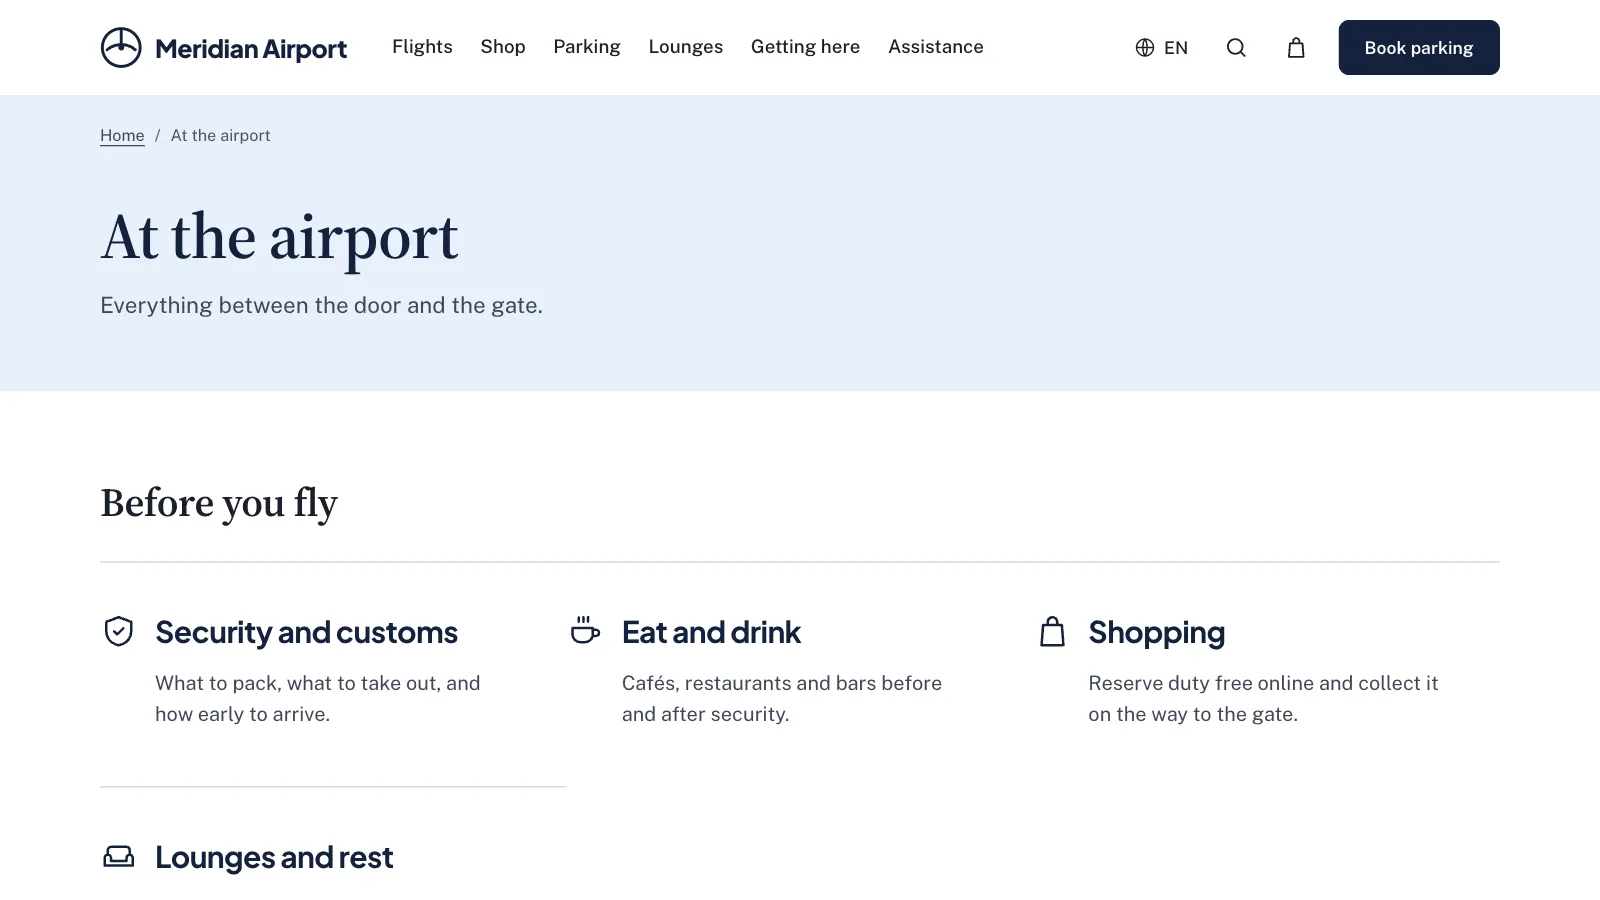 Meridian Airport
Flights Shop Parking Lounges Getting here Assistance
EN
Book parking
Home / At the airport
At the airport
Everything between the door and the gate.
Before you fly
Security and customs
What to pack, what to take out, and
how early to arrive.
Eat and drink
Cafés, restaurants and bars before
and after security.
Shopping
Reserve duty free online and collect it
on the way to the gate.
Lounges and rest